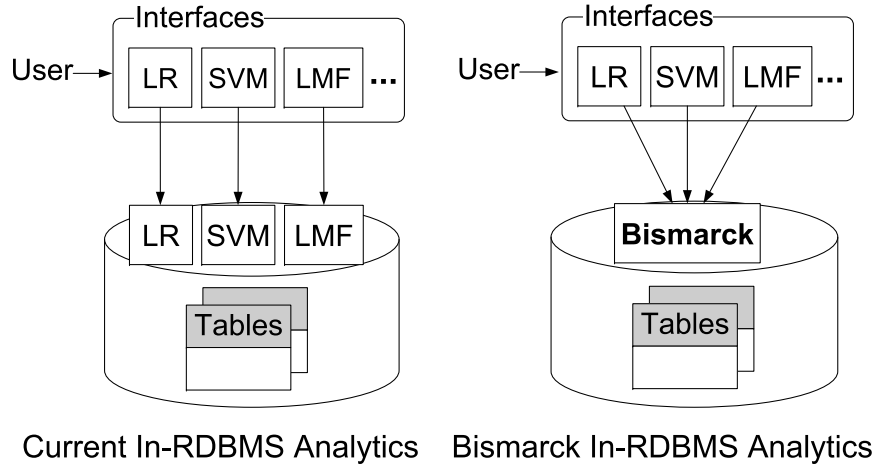 Interfaces
User
LR
SVM
LMF
...
LR
SVM
LMF
Tables
Current In-RDBMS Analytics
Interfaces
User
LR
SVM
LMF
...
Bismarck
Tables
Bismarck In-RDBMS Analytics